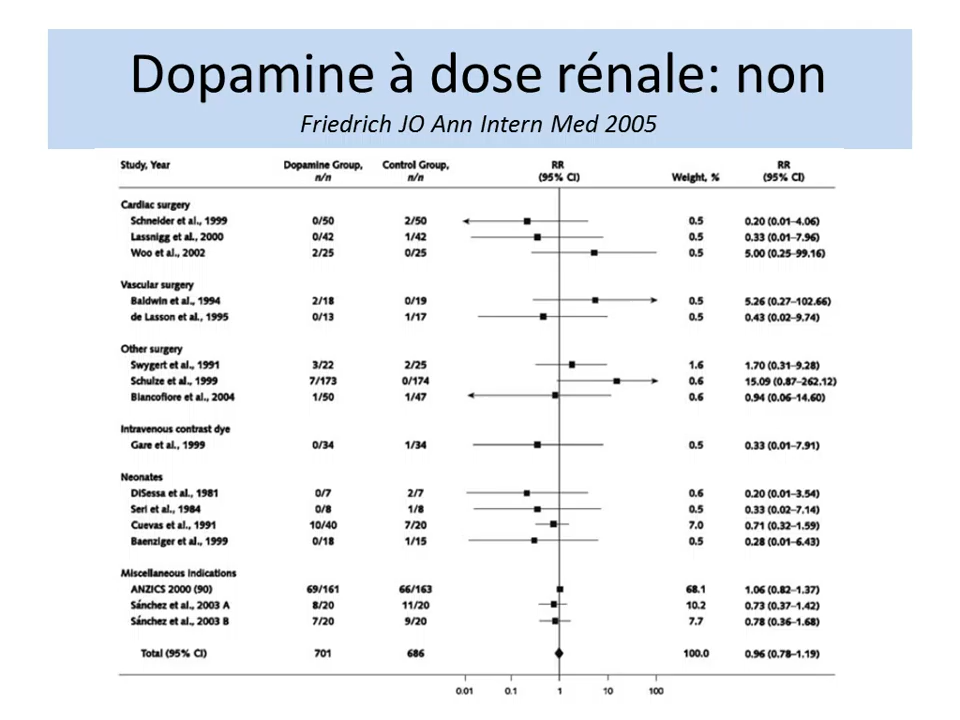 Dopamine à dose rénale: non
Friedrich JO Ann Intern Med 2005
Study, Year Dopamine Group, n/n Control Group, n/n RR (95% CI) Weight, % RR (95% CI)
Cardiac surgery
Schneider et al., 1999 0/50 2/50 0.5 0.20 (0.01–4.06)
Lassnigg et al., 2000 0/42 1/42 0.5 0.33 (0.01–7.96)
Woo et al., 2002 2/25 0/25 0.5 5.00 (0.25–99.16)
Vascular surgery
Baldwin et al., 1994 2/18 0/19 0.5 5.26 (0.27–102.66)
de Lasson et al., 1995 0/13 1/17 0.5 0.43 (0.02–9.74)
Other surgery
Swygert et al., 1991 3/22 2/25 1.6 1.70 (0.31–9.28)
Schulze et al., 1999 7/173 0/174 0.6 15.09 (0.87–262.12)
Biancofiore et al., 2004 1/50 1/47 0.6 0.94 (0.06–14.60)
Intravenous contrast dye
Gare et al., 1999 0/34 1/34 0.5 0.33 (0.01–7.91)
Neonates
DiSessa et al., 1981 0/7 2/7 0.6 0.20 (0.01–3.54)
Seri et al., 1984 0/8 1/8 0.5 0.33 (0.02–7.14)
Cuevas et al., 1991 10/40 7/20 7.0 0.71 (0.32–1.59)
Baenziger et al., 1999 0/18 1/15 0.5 0.28 (0.01–6.43)
Miscellaneous indications
ANZICS 2000 (90) 69/161 66/163 68.1 1.06 (0.82–1.37)
Sánchez et al., 2003 A 8/20 11/20 10.2 0.73 (0.37–1.42)
Sánchez et al., 2003 B 7/20 9/20 7.7 0.78 (0.36–1.68)
Total (95% CI) 701 686 100.0 0.96 (0.78–1.19)
0.01 0.1 1 10 100